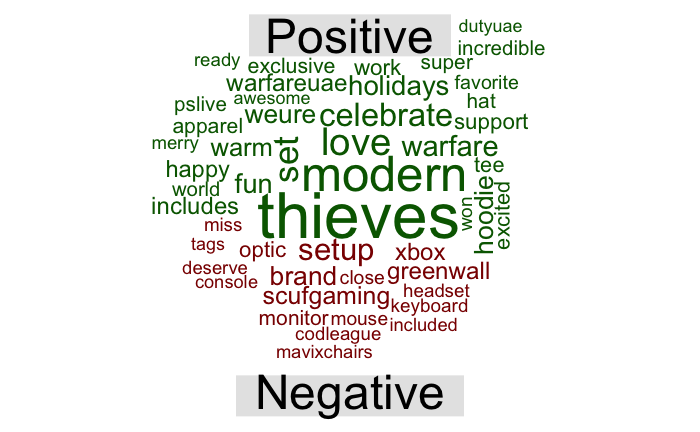 Positive
dutyuae
incredible
ready
exclusive
work
super
warfareuae
holidays
favorite
pslive
awesome
hat
weure
celebrate
support
apparel
merry
warm
set
love
warfare
happy
modern
tee
world
fun
hoodie
includes
thieves
won
excited
miss
tags
optic
setup
xbox
deserve
console
brand
close
greenwall
scufgaming
headset
keyboard
monitor
mouse
included
codleague
mavixchairs
Negative